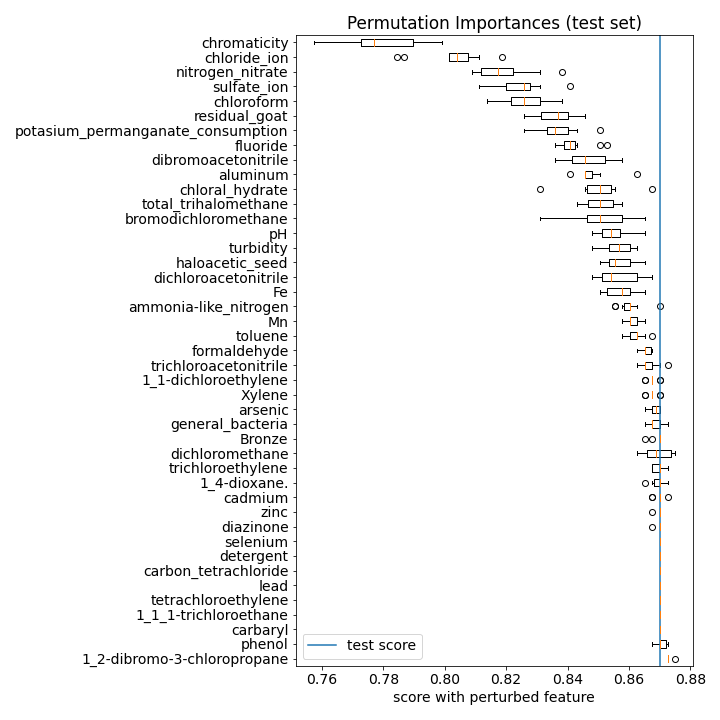 Permutation Importances (test set)
chromaticity
chloride_ion
nitrogen_nitrate
sulfate_ion
chloroform
residual_goat
potasium_permanganate_consumption
fluoride
dibromoacetonitrile
aluminum
chloral_hydrate
total_trihalomethane
bromodichloromethane
pH
turbidity
haloacetic_seed
dichloroacetonitrile
Fe
ammonia-like_nitrogen
Mn
toluene
formaldehyde
trichloroacetonitrile
1_1-dichloroethylene
Xylene
arsenic
general_bacteria
Bronze
dichloromethane
trichloroethylene
1_4-dioxane.
cadmium
zinc
diazinone
selenium
detergent
carbon_tetrachloride
lead
tetrachloroethylene
1_1_1-trichloroethane
carbaryl
phenol
1_2-dibromo-3-chloropropane
test score
0.76 0.78 0.80 0.82 0.84 0.86 0.88
score with perturbed feature